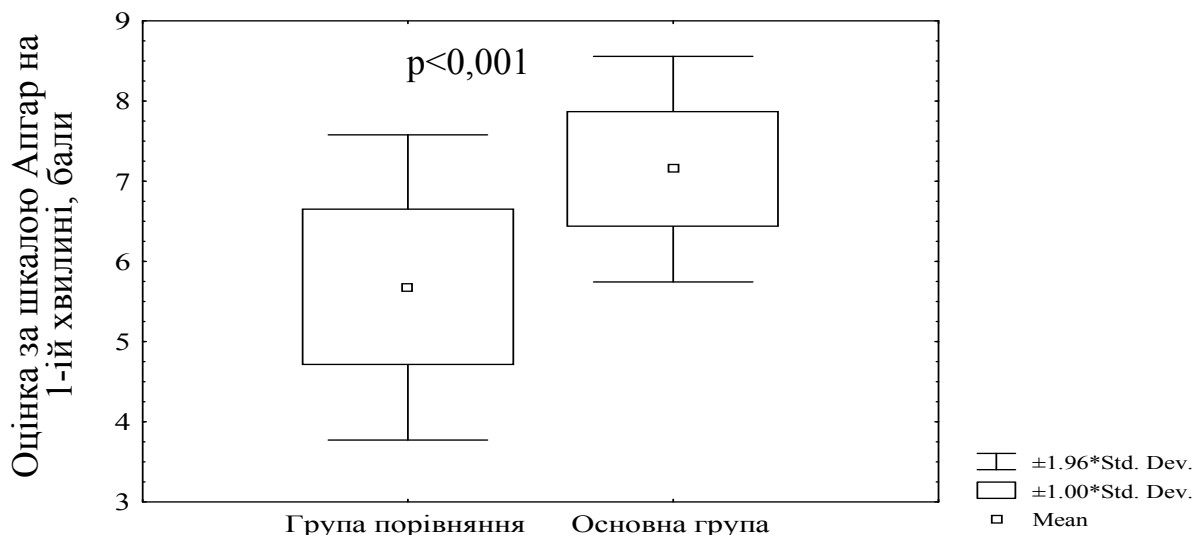 Оцінка за шкалою Апгар на
1-ій хвилині, бали
9
8
7
6
5
4
3
p<0,001
Група порівняння
Основна група
±1.96*Std. Dev.
±1.00*Std. Dev.
Mean